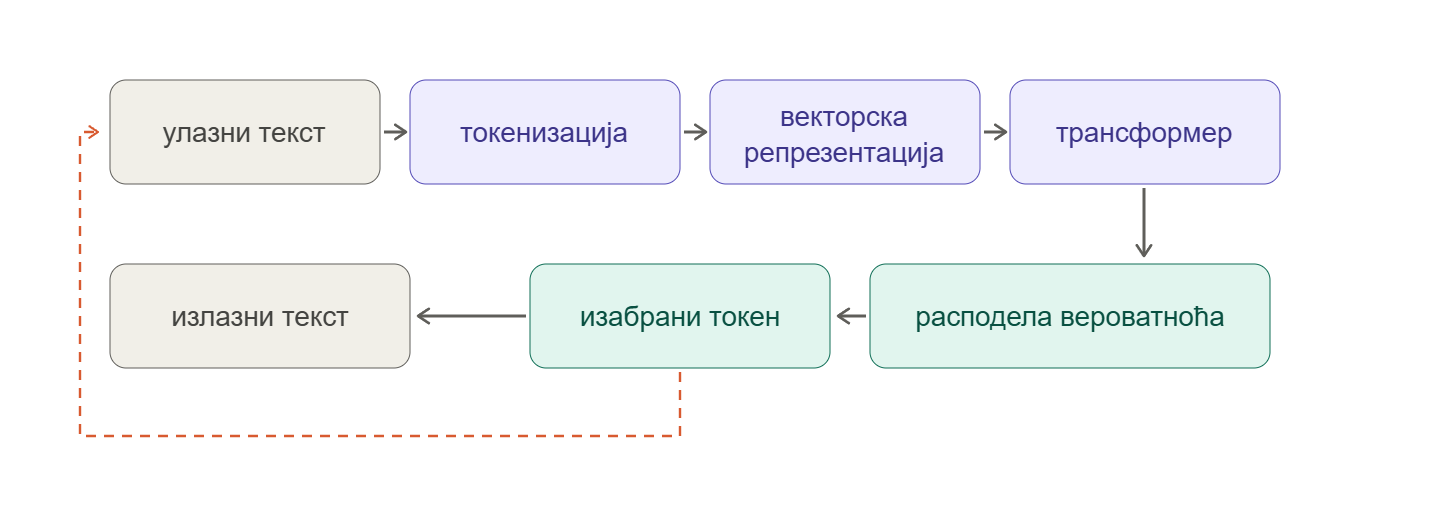 улазни текст
токенизација
векторска
репрезентација
трансформер
излазни текст
изабрани токен
расподела вероватноћа